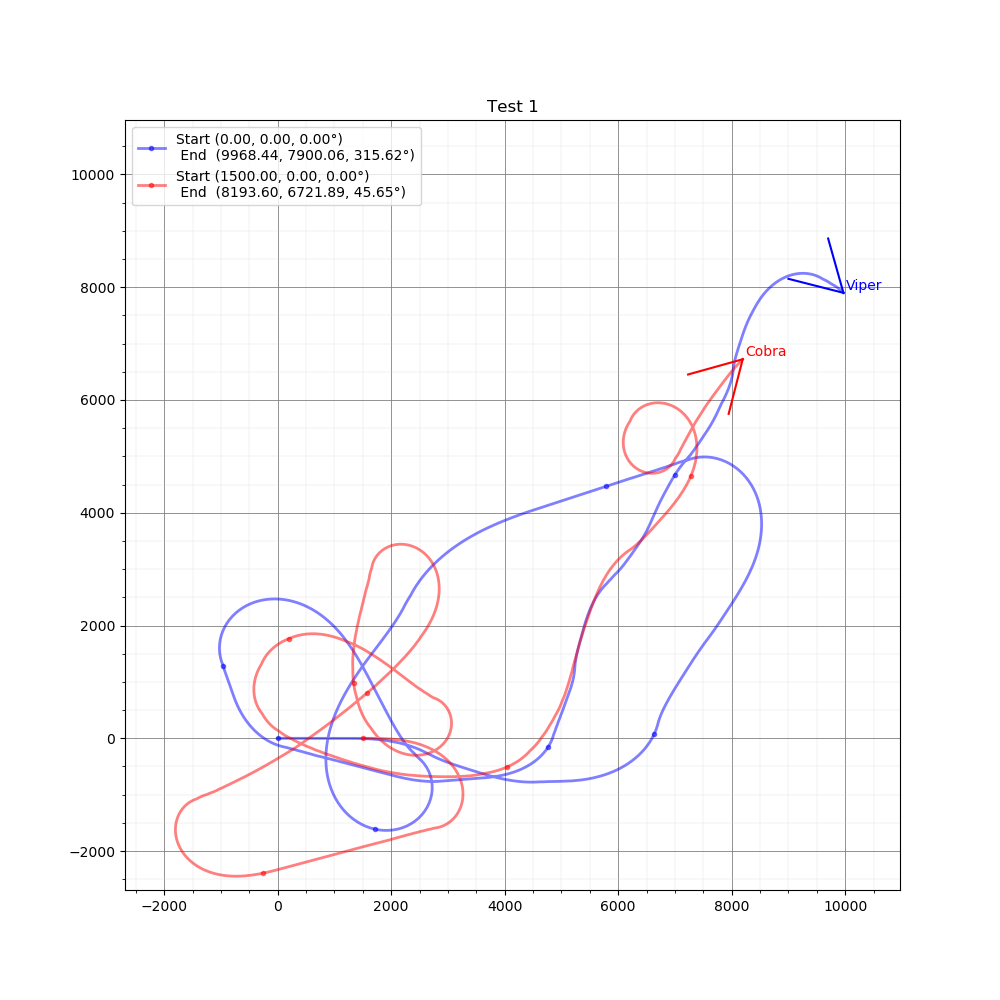 Test 1
Start (0.00, 0.00, 0.00°)
End (9968.44, 7900.06, 315.62°)
Start (1500.00, 0.00, 0.00°)
End (8193.60, 6721.89, 45.65°)
10000
8000
6000
4000
2000
0
−2000
Viper
Cobra
−2000
0
2000
4000
6000
8000
10000